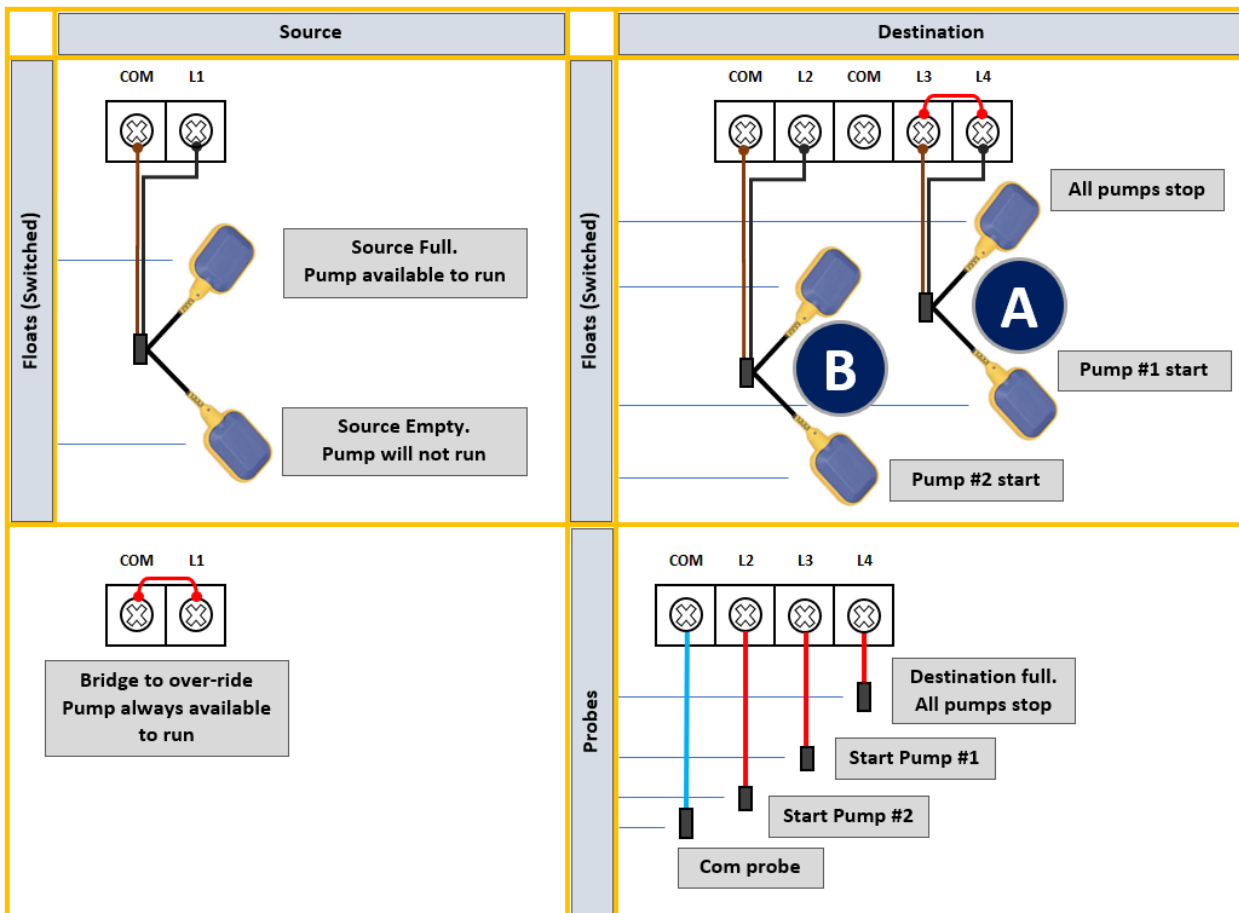 Source
Destination
Floats (Switched)
COM L1
Source Full.
Pump available to run
Source Empty.
Pump will not run
Floats (Switched)
COM L2 COM L3 L4
All pumps stop
A
B
Pump #1 start
Pump #2 start
COM L1
Bridge to over-ride
Pump always available
to run
Probes
COM L2 L3 L4
Destination full.
All pumps stop
Start Pump #1
Start Pump #2
Com probe